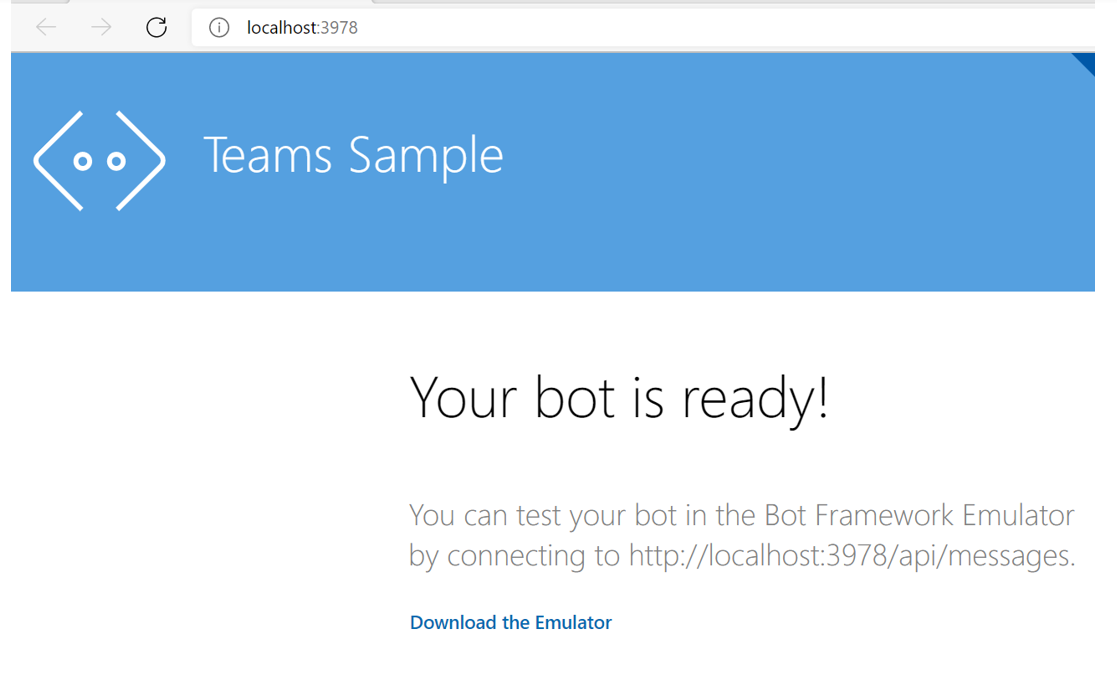 localhost:3978
Teams Sample
Your bot is ready!
You can test your bot in the Bot Framework Emulator
by connecting to http://localhost:3978/api/messages.
Download the Emulator